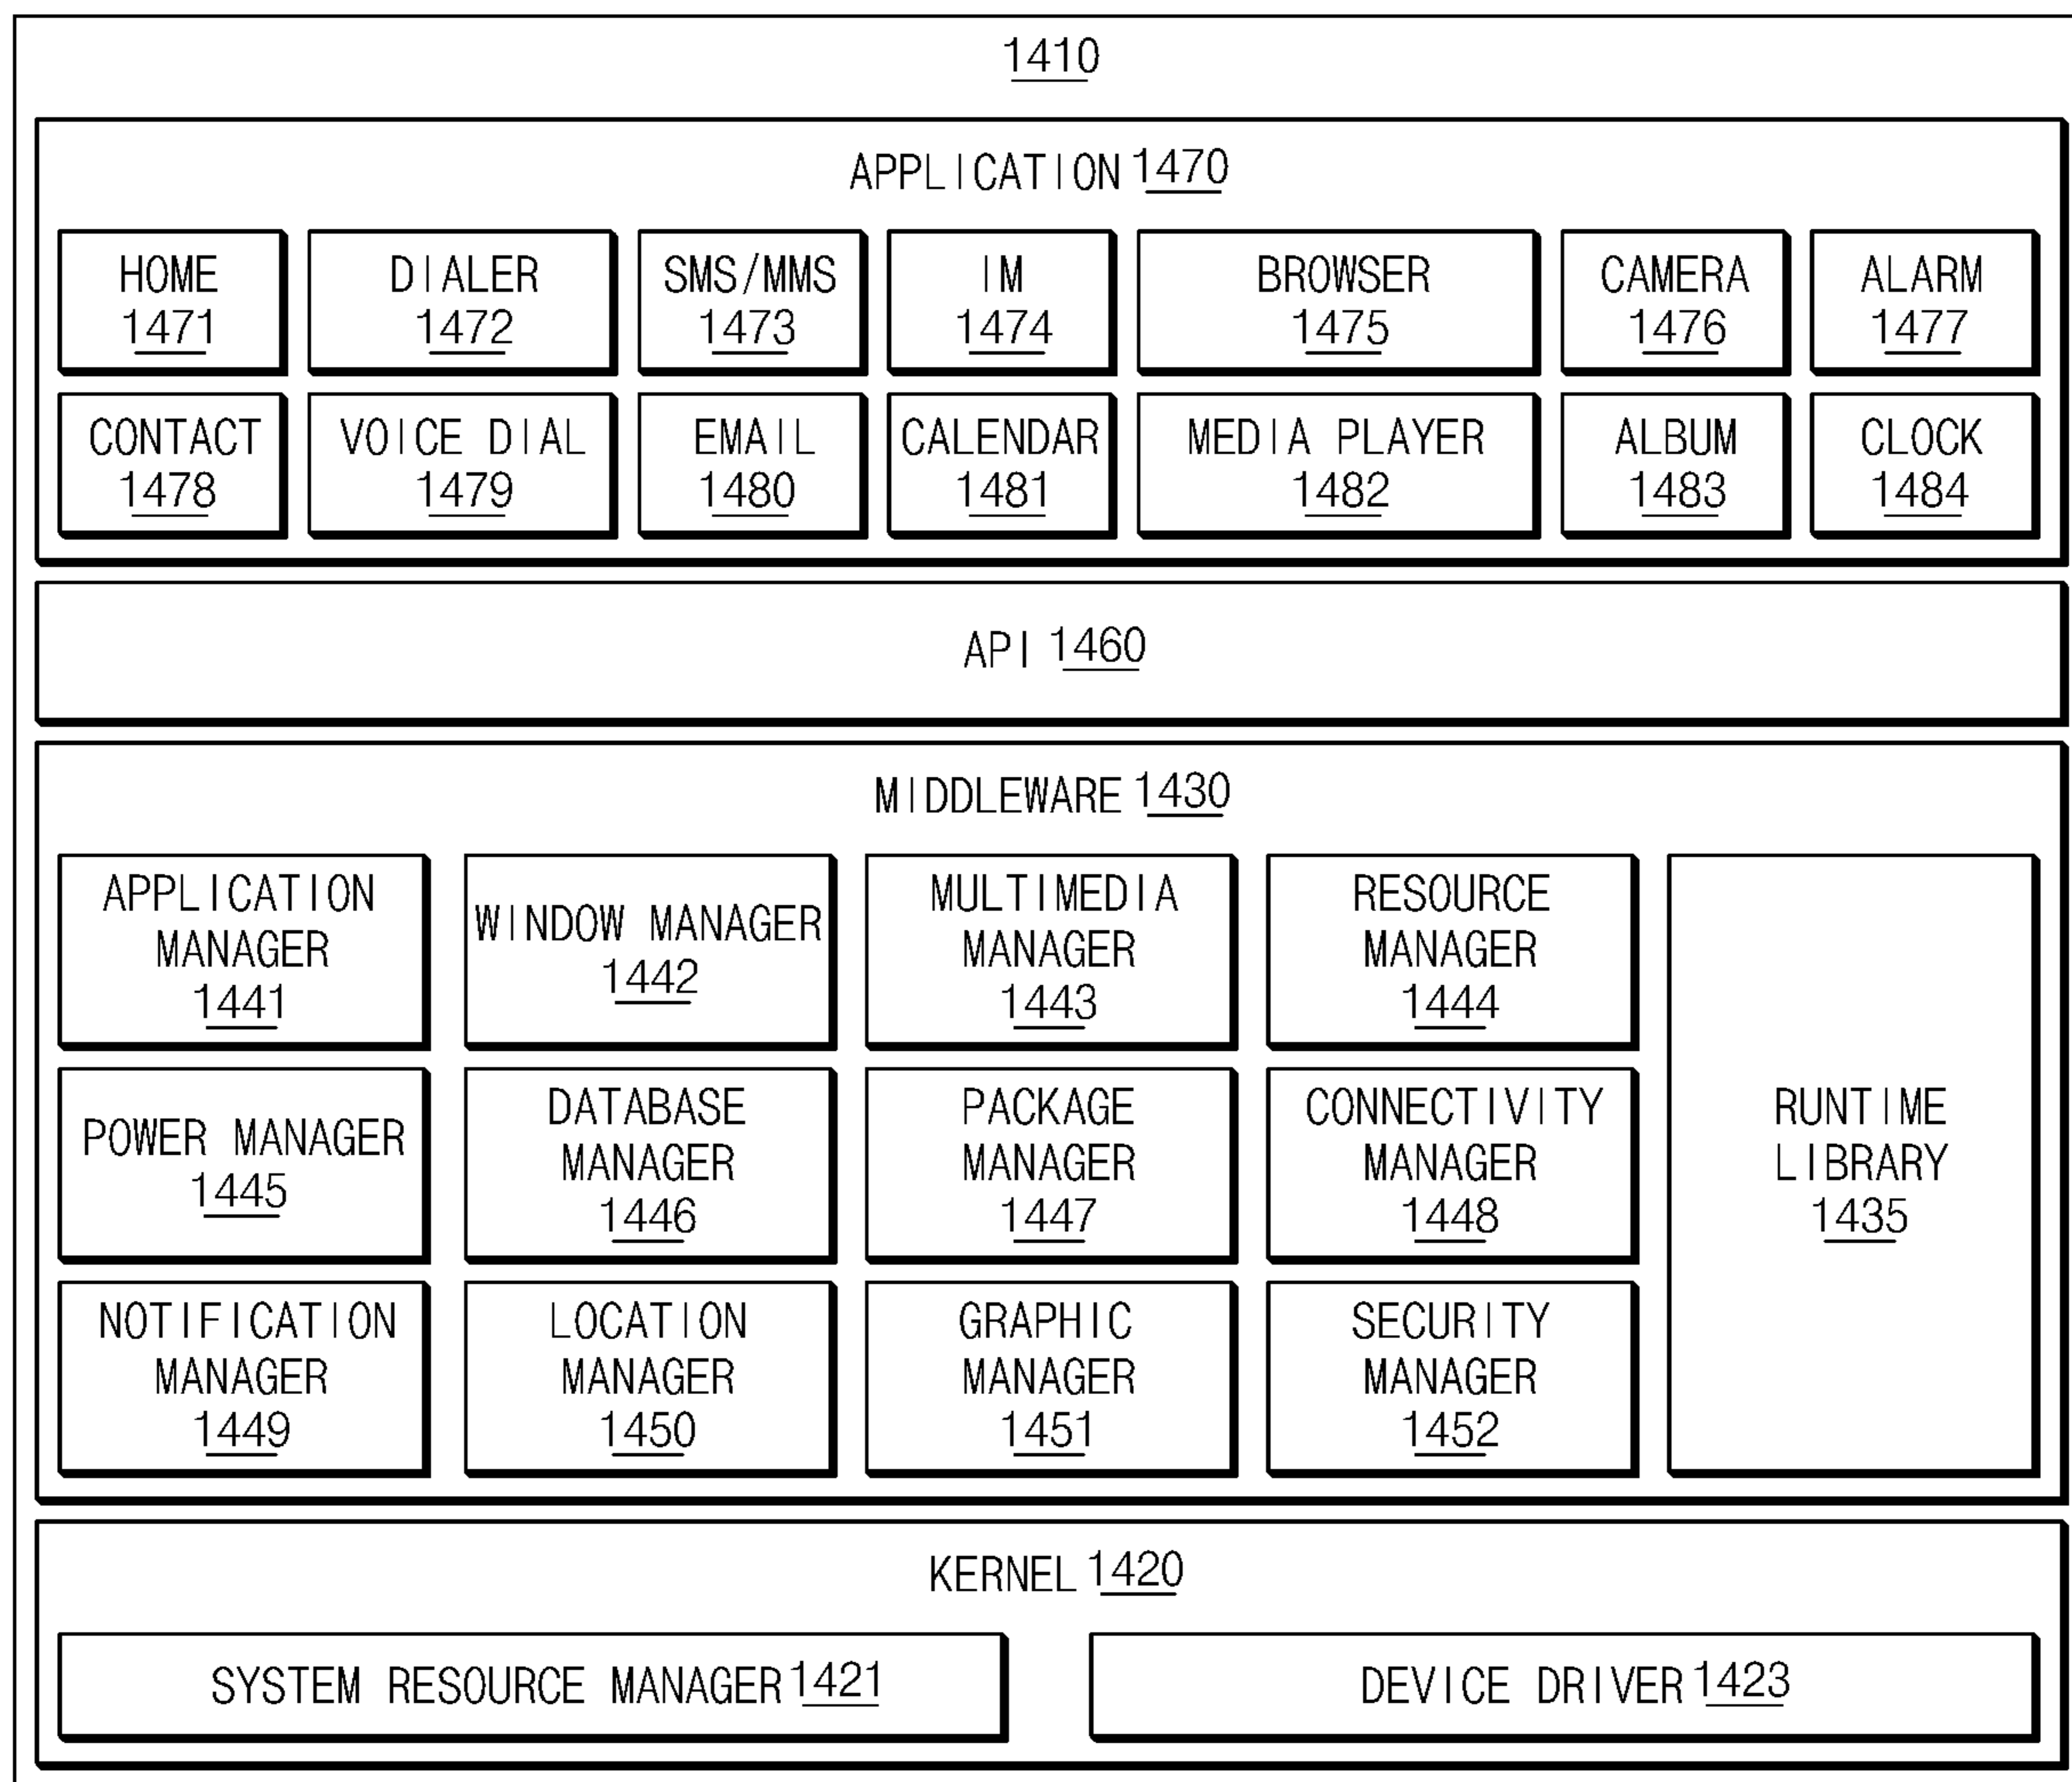 1410
APPLICATION 1470
HOME
1471
DIALER
1472
SMS/MMS
1473
IM
1474
BROWSER
1475
CAMERA
1476
ALARM
1477
CONTACT
1478
VOICE DIAL
1479
EMAIL
1480
CALENDAR
1481
MEDIA PLAYER
1482
ALBUM
1483
CLOCK
1484
API 1460
MIDDLEWARE 1430
APPLICATION
MANAGER
1441
WINDOW MANAGER
1442
MULTIMEDIA
MANAGER
1443
RESOURCE
MANAGER
1444
POWER MANAGER
1445
DATABASE
MANAGER
1446
PACKAGE
MANAGER
1447
CONNECTIVITY
MANAGER
1448
NOTIFICATION
MANAGER
1449
LOCATION
MANAGER
1450
GRAPHIC
MANAGER
1451
SECURITY
MANAGER
1452
RUNTIME
LIBRARY
1435
KERNEL 1420
SYSTEM RESOURCE MANAGER 1421
DEVICE DRIVER 1423